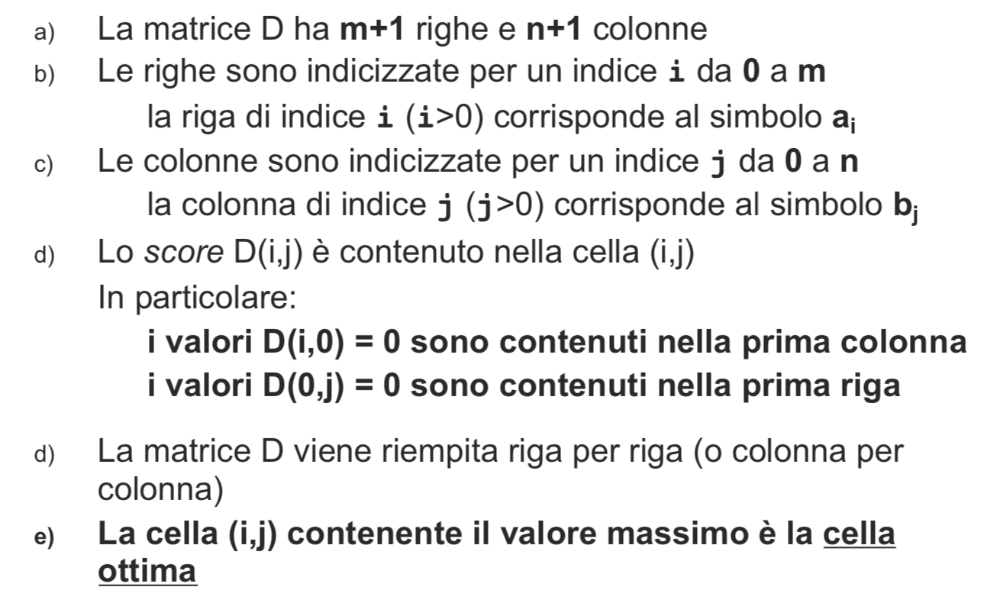 a) La matrice D ha m+1 righe e n+1 colonne
b) Le righe sono indicizzate per un indice i da 0 a m
la riga di indice i (i>0) corrisponde al simbolo aᵢ
c) Le colonne sono indicizzate per un indice j da 0 a n
la colonna di indice j (j>0) corrisponde al simbolo bⱼ
d) Lo score D(i,j) è contenuto nella cella (i,j)
In particolare:
i valori D(i,0) = 0 sono contenuti nella prima colonna
i valori D(0,j) = 0 sono contenuti nella prima riga
d) La matrice D viene riempita riga per riga (o colonna per
colonna)
e) La cella (i,j) contenente il valore massimo è la cella
ottima